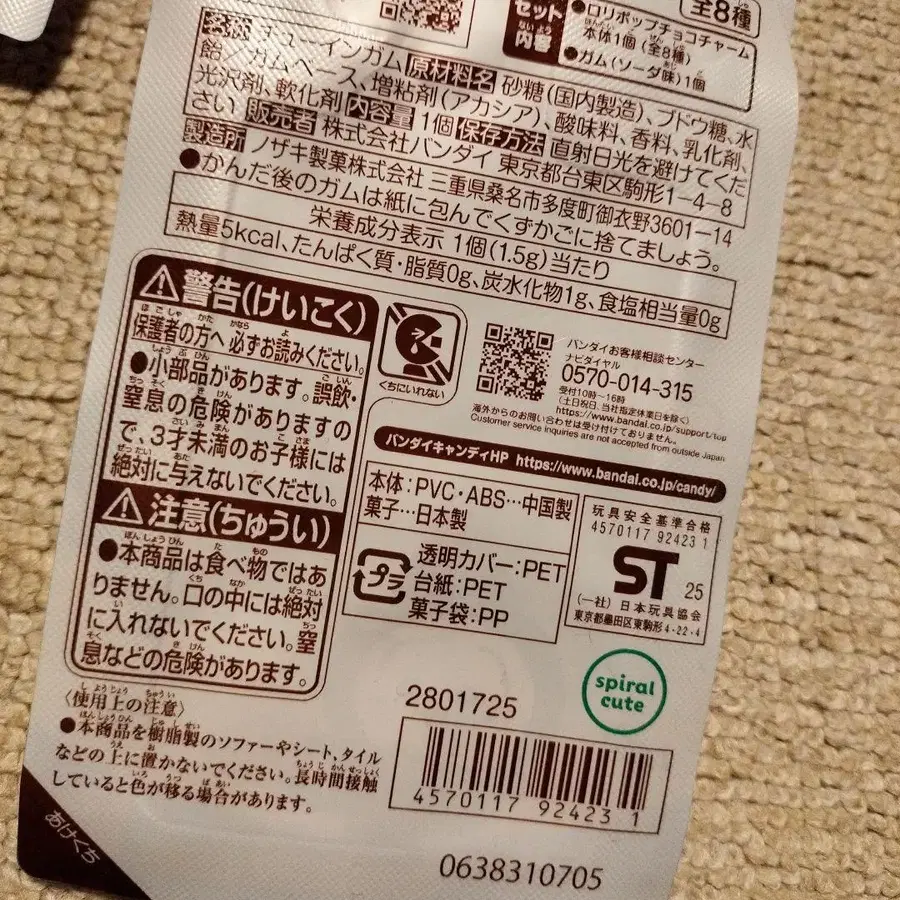 全8種
セット
内容
●ロリポップチョコチャーム
本体1個(全8種)
●ガム(ソーダ味)1個
名称 チューインガム 原材料名 砂糖(国内製造)、ブドウ糖、水
飴、ガムベース、増粘剤(アカシア)、酸味料、香料、乳化剤、
光沢剤、軟化剤 内容量 1個 保存方法 直射日光を避けてくだ
さい 販売者 株式会社バンダイ 東京都台東区駒形1-4-8
製造所 ノザキ製菓株式会社 三重県桑名市多度町御衣野3601-14
●かんだ後のガムは紙に包んでくずかごに捨てましょう。
栄養成分表示 1個(1.5g)当たり
熱量5kcal、たんぱく質・脂質0g、炭水化物1g、食塩相当量0g
警告(けいこく)
保護者の方へ 必ずお読みください。
●小部品があります。誤飲・
窒息の危険がありますの
で、3才未満のお子様には
絶対に与えないでください。
注意(ちゅうい)
●本商品は食べ物ではあ
りません。口の中には絶対
に入れないでください。窒
息などの危険があります。
〈使用上の注意〉
●本商品を樹脂製のソファーやシート、タイル
などの上に置かないでください。長時間接触
していると色が移る場合があります。
あけくち
くちにいれない
バンダイお客様相談センター
ナビダイヤル
0570-014-315
受付10時〜16時
(土日祝日、当社指定休業日を除く)
https://www.bandai.co.jp/support/top
海外からのお問い合わせは受け付けておりません。
Customer service inquiries are not accepted from outside Japan
バンダイキャンディHP https://www.bandai.co.jp/candy/
本体:PVC・ABS…中国製
菓子…日本製
プラ
透明カバー:PET
台紙:PET
菓子袋:PP
玩具安全基準合格
4570117 92423 1
ST 25
(一社) 日本玩具協会
東京都墨田区東駒形4-22-4
spiral
cute
2801725
4570117 92423 1
0638310705